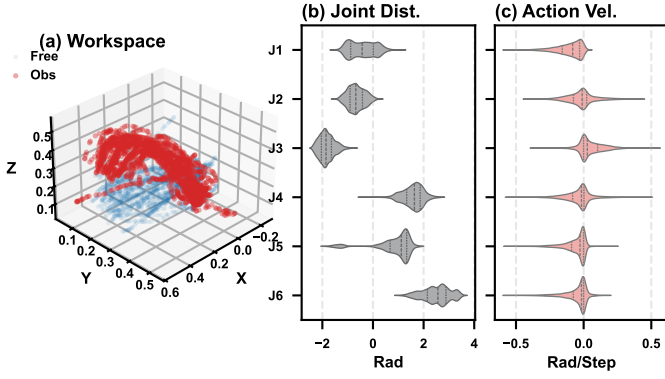 (a) Workspace
Free
Obs
Z
0.5
0.4
0.3
0.2
0.1
0.1
0.2
0.3
0.4
0.5
0.6
Y
-0.2
0.0
0.2
0.4
X
(b) Joint Dist.
J1
J2
J3
J4
J5
J6
−2
0
2
4
Rad
(c) Action Vel.
−0.5
0.0
0.5
Rad/Step